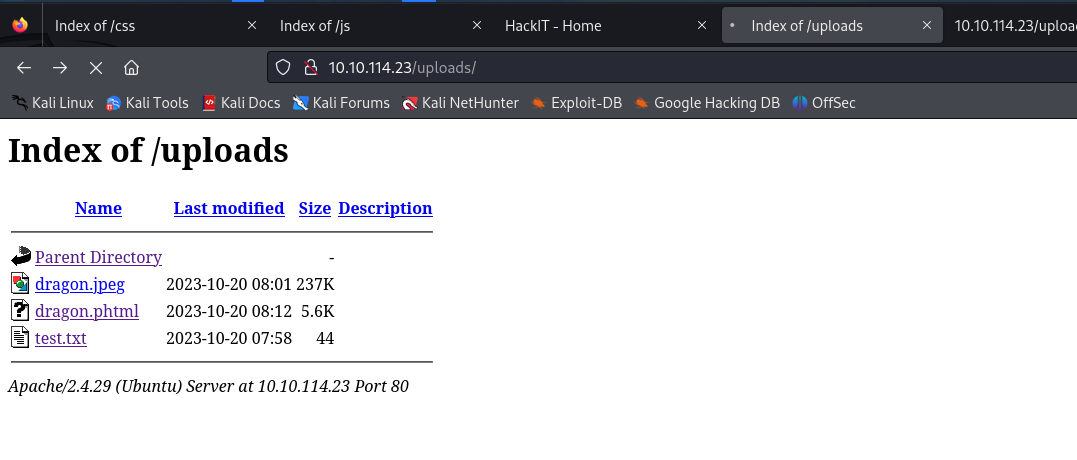 Index of /css
Index of /js
HackIT - Home
Index of /uploads
10.10.114.23/uploa
10.10.114.23/uploads/
Kali Linux Kali Tools Kali Docs Kali Forums Kali NetHunter Exploit-DB Google Hacking DB OffSec
Index of /uploads
Name Last modified Size Description
Parent Directory -
dragon.jpeg 2023-10-20 08:01 237K
dragon.phtml 2023-10-20 08:12 5.6K
test.txt 2023-10-20 07:58 44
Apache/2.4.29 (Ubuntu) Server at 10.10.114.23 Port 80